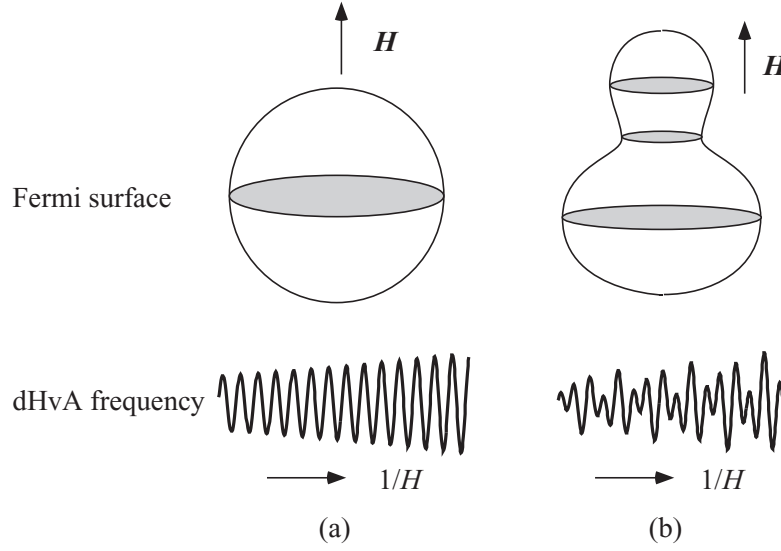 H
H
Fermi surface
dHvA frequency
1/H
1/H
(a)
(b)